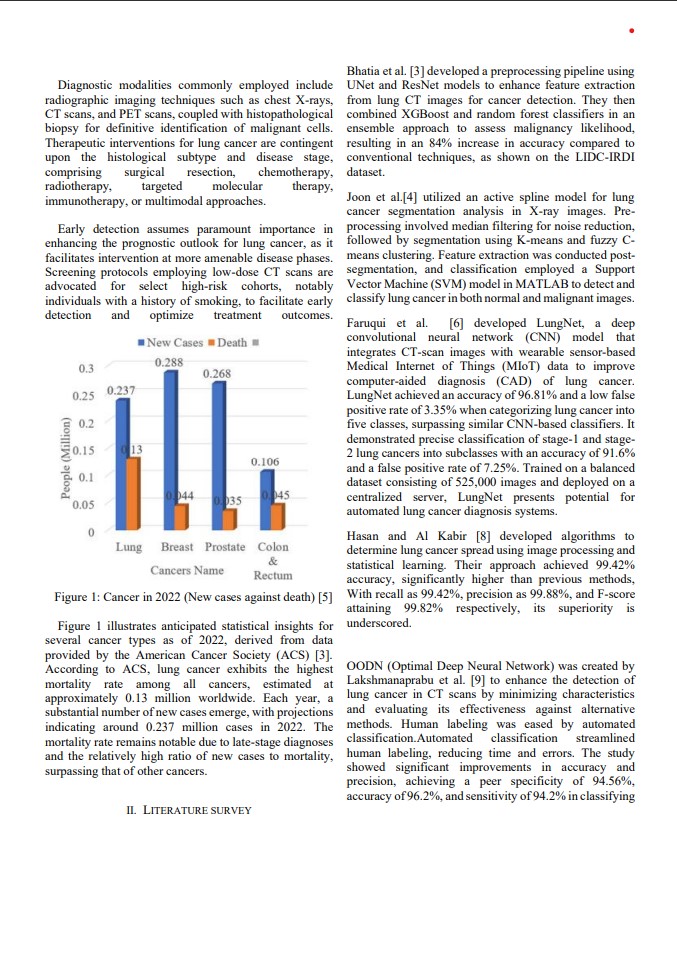 Diagnostic modalities commonly employed include
radiographic imaging techniques such as chest X-rays,
CT scans, and PET scans, coupled with histopathological
biopsy for definitive identification of malignant cells.
Therapeutic interventions for lung cancer are contingent
upon the histological subtype and disease stage,
comprising surgical resection, chemotherapy,
radiotherapy, targeted molecular therapy,
immunotherapy, or multimodal approaches.
Early detection assumes paramount importance in
enhancing the prognostic outlook for lung cancer, as it
facilitates intervention at more amenable disease phases.
Screening protocols employing low-dose CT scans are
advocated for select high-risk cohorts, notably
individuals with a history of smoking, to facilitate early
detection and optimize treatment outcomes.
New Cases Death
0.3
0.25
0.2
0.15
0.1
0.05
0
People (Million)
0.237
0.13
0.288
0.044
0.268
0.035
0.106
0.045
Lung Breast Prostate Colon
&
Rectum
Cancers Name
Figure 1: Cancer in 2022 (New cases against death) [5]
Figure 1 illustrates anticipated statistical insights for
several cancer types as of 2022, derived from data
provided by the American Cancer Society (ACS) [3].
According to ACS, lung cancer exhibits the highest
mortality rate among all cancers, estimated at
approximately 0.13 million worldwide. Each year, a
substantial number of new cases emerge, with projections
indicating around 0.237 million cases in 2022. The
mortality rate remains notable due to late-stage diagnoses
and the relatively high ratio of new cases to mortality,
surpassing that of other cancers.
II. LITERATURE SURVEY
Bhatia et al. [3] developed a preprocessing pipeline using
UNet and ResNet models to enhance feature extraction
from lung CT images for cancer detection. They then
combined XGBoost and random forest classifiers in an
ensemble approach to assess malignancy likelihood,
resulting in an 84% increase in accuracy compared to
conventional techniques, as shown on the LIDC-IRDI
dataset.
Joon et al.[4] utilized an active spline model for lung
cancer segmentation analysis in X-ray images. Pre-
processing involved median filtering for noise reduction,
followed by segmentation using K-means and fuzzy C-
means clustering. Feature extraction was conducted post-
segmentation, and classification employed a Support
Vector Machine (SVM) model in MATLAB to detect and
classify lung cancer in both normal and malignant images.
Faruqui et al. [6] developed LungNet, a deep
convolutional neural network (CNN) model that
integrates CT-scan images with wearable sensor-based
Medical Internet of Things (MIoT) data to improve
computer-aided diagnosis (CAD) of lung cancer.
LungNet achieved an accuracy of 96.81% and a low false
positive rate of 3.35% when categorizing lung cancer into
five classes, surpassing similar CNN-based classifiers. It
demonstrated precise classification of stage-1 and stage-
2 lung cancers into subclasses with an accuracy of 91.6%
and a false positive rate of 7.25%. Trained on a balanced
dataset consisting of 525,000 images and deployed on a
centralized server, LungNet presents potential for
automated lung cancer diagnosis systems.
Hasan and Al Kabir [8] developed algorithms to
determine lung cancer spread using image processing and
statistical learning. Their approach achieved 99.42%
accuracy, significantly higher than previous methods,
With recall as 99.42%, precision as 99.88%, and F-score
attaining 99.82% respectively, its superiority is
underscored.
OODN (Optimal Deep Neural Network) was created by
Lakshmanaprabu et al. [9] to enhance the detection of
lung cancer in CT scans by minimizing characteristics
and evaluating its effectiveness against alternative
methods. Human labeling was eased by automated
classification.Automated classification streamlined
human labeling, reducing time and errors. The study
showed significant improvements in accuracy and
precision, achieving a peer specificity of 94.56%,
accuracy of 96.2%, and sensitivity of 94.2% in classifying